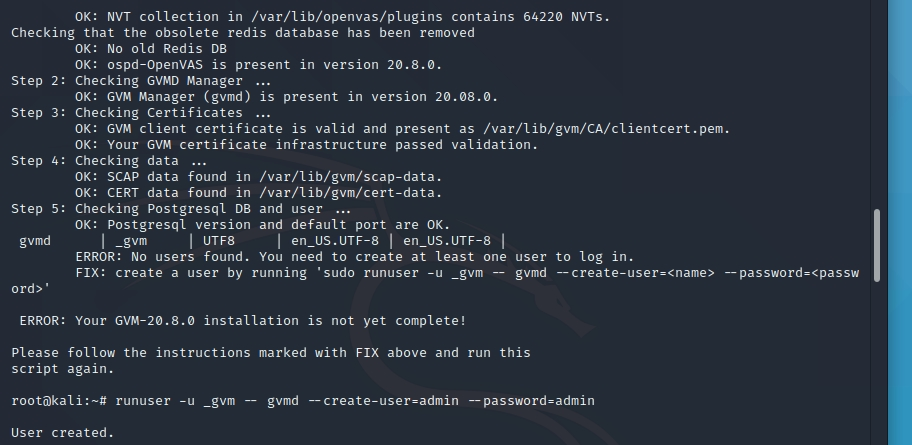 OK: NVT collection in /var/lib/openvas/plugins contains 64220 NVTs.
Checking that the obsolete redis database has been removed
OK: No old Redis DB
OK: ospd-OpenVAS is present in version 20.8.0.
Step 2: Checking GVMD Manager ...
OK: GVM Manager (gvmd) is present in version 20.08.0.
Step 3: Checking Certificates ...
OK: GVM client certificate is valid and present as /var/lib/gvm/CA/clientcert.pem.
OK: Your GVM certificate infrastructure passed validation.
Step 4: Checking data ...
OK: SCAP data found in /var/lib/gvm/scap-data.
OK: CERT data found in /var/lib/gvm/cert-data.
Step 5: Checking Postgresql DB and user ...
OK: Postgresql version and default port are OK.
gvmd | _gvm | UTF8 | en_US.UTF-8 | en_US.UTF-8 |
ERROR: No users found. You need to create at least one user to log in.
FIX: create a user by running 'sudo runuser -u _gvm -- gvmd --create-user=<name> --password=<passw
ord>'
ERROR: Your GVM-20.8.0 installation is not yet complete!
Please follow the instructions marked with FIX above and run this
script again.
root@kali:~# runuser -u _gvm -- gvmd --create-user=admin --password=admin
User created.